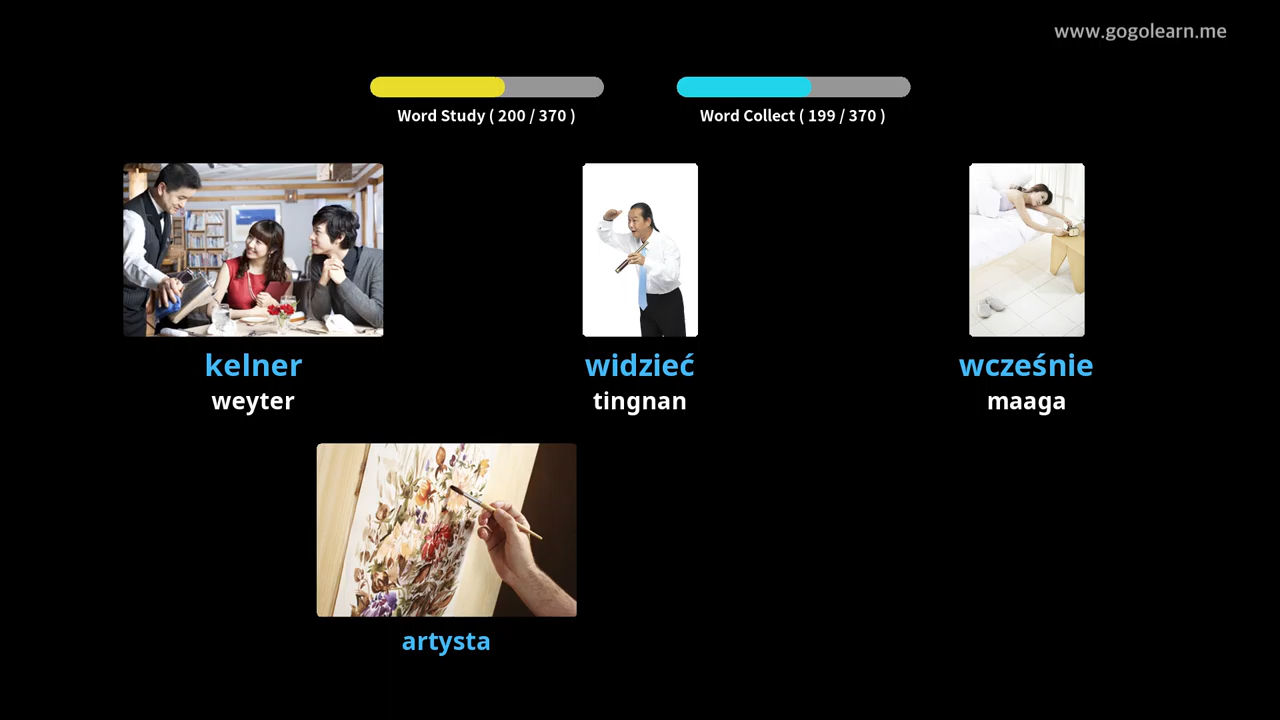 www.gogolearn.me
Word Study ( 200 / 370 )
Word Collect ( 199 / 370 )
kelner
weyter
widzieć
tingnan
wcześnie
maaga
artysta